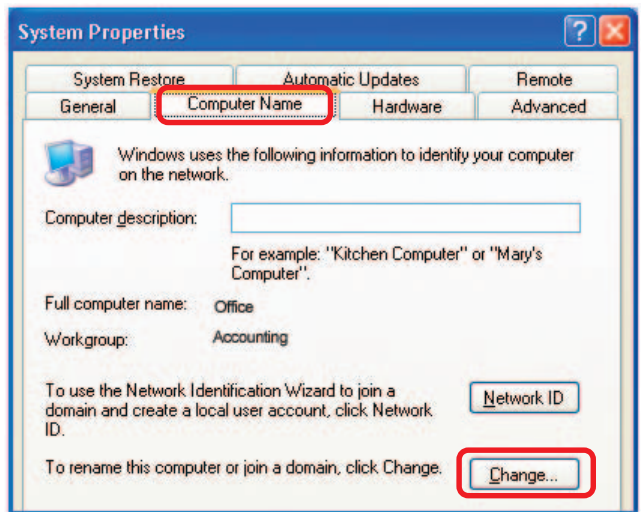 System Properties
?
X
System Restore
Automatic Updates
Remote
General
Computer Name
Hardware
Advanced
Windows uses the following information to identify your computer
on the network.
Computer description:
For example: "Kitchen Computer" or "Mary's
Computer".
Full computer name: Office
Workgroup: Accounting
To use the Network Identification Wizard to join a
domain and create a local user account, click Network
ID.
Network ID
To rename this computer or join a domain, click Change.
Change...